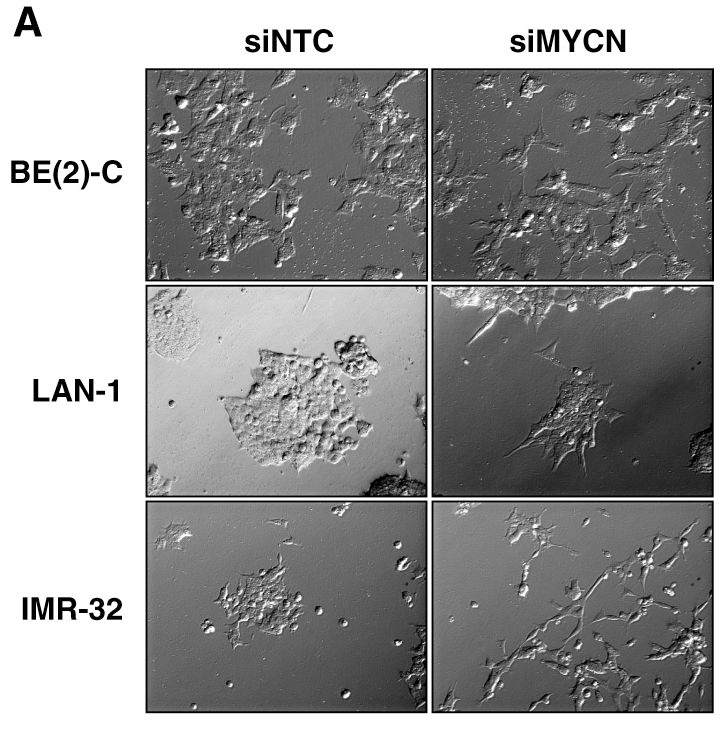 A
siNTC siMYCN
BE(2)-C
LAN-1
IMR-32